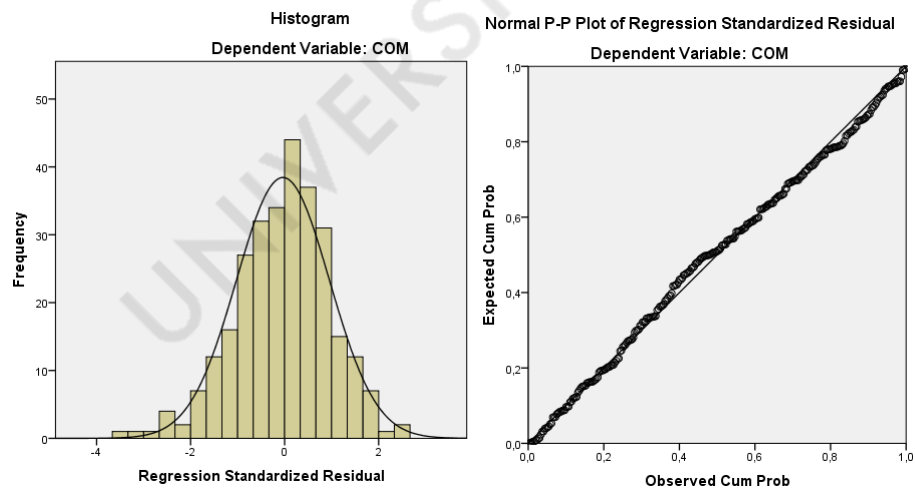 Histogram
Dependent Variable: COM
50
40
30
20
10
0
-4
-2
0
2
Frequency
Regression Standardized Residual
Normal P-P Plot of Regression Standardized Residual
Dependent Variable: COM
1,0
0,8
0,6
0,4
0,2
0,0
0,0
0,2
0,4
0,6
0,8
1,0
Expected Cum Prob
Observed Cum Prob
UNIVERS